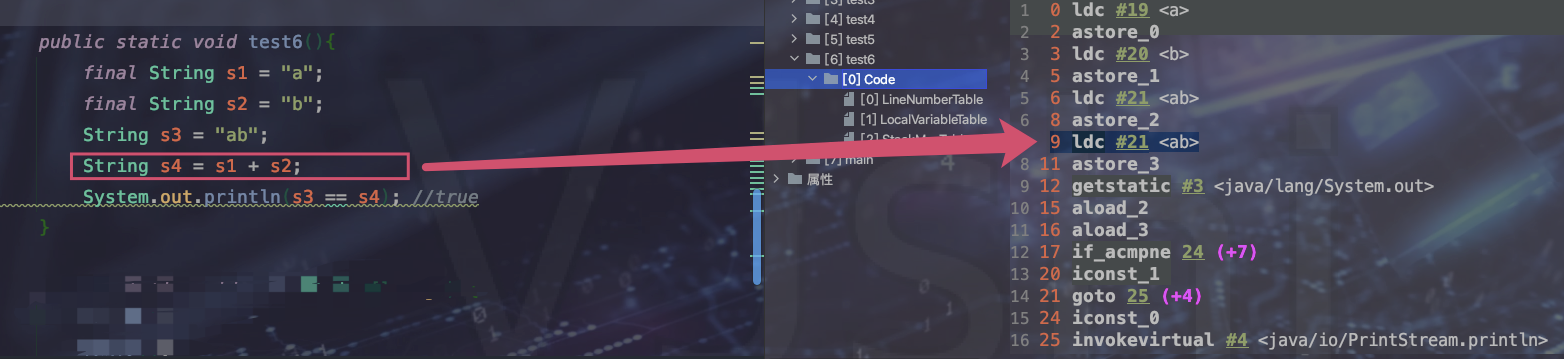 public static void test6(){
final String s1 = "a";
final String s2 = "b";
String s3 = "ab";
String s4 = s1 + s2;
System.out.println(s3 == s4); //true
}
[4] test4
[5] test5
[6] test6
[0] Code
[0] LineNumberTable
[1] LocalVariableTable
[7] main
属性
1 0 ldc #19 <a>
2 2 astore_0
3 3 ldc #20 <b>
4 5 astore_1
5 6 ldc #21 <ab>
6 8 astore_2
7 9 ldc #21 <ab>
8 11 astore_3
9 12 getstatic #3 <java/lang/System.out>
10 15 aload_2
11 16 aload_3
12 17 if_acmpne 24 (+7)
13 20 iconst_1
14 21 goto 25 (+4)
15 24 iconst_0
16 25 invokevirtual #4 <java/io/PrintStream.println>